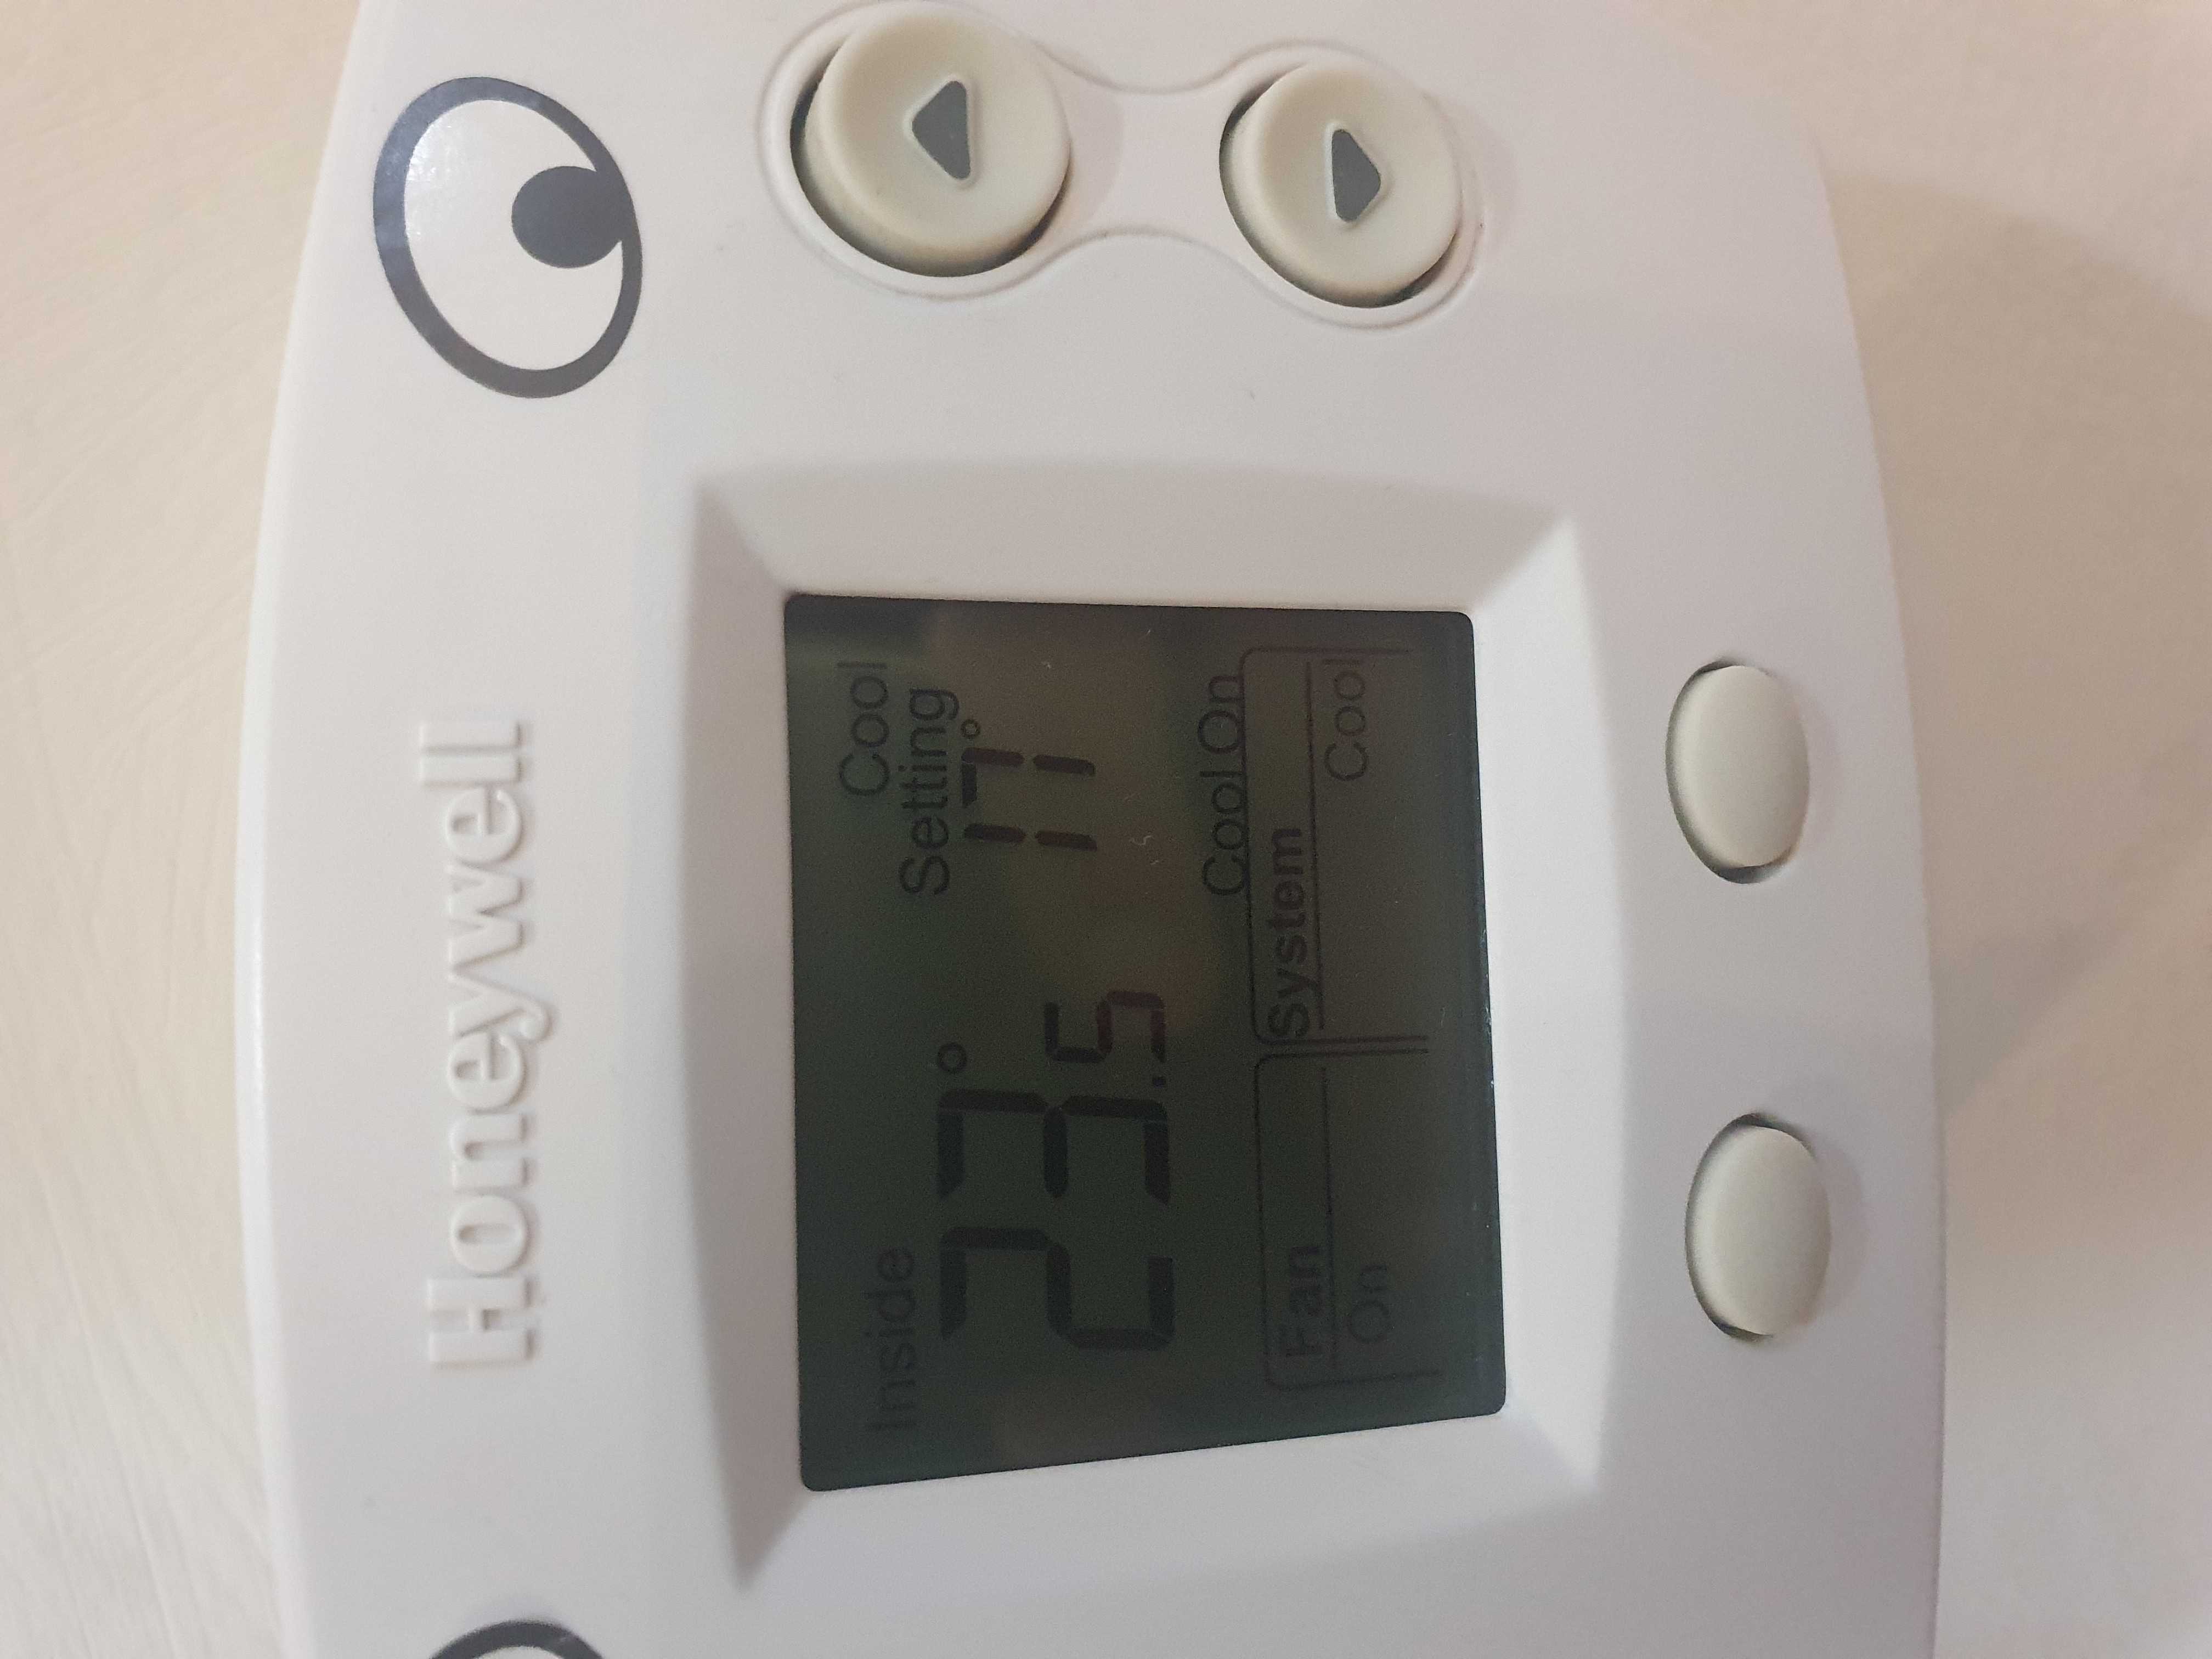 Honeywell
Inside
Cool
Setting
23.5°
17°
Cool On
Fan
System
On
Cool